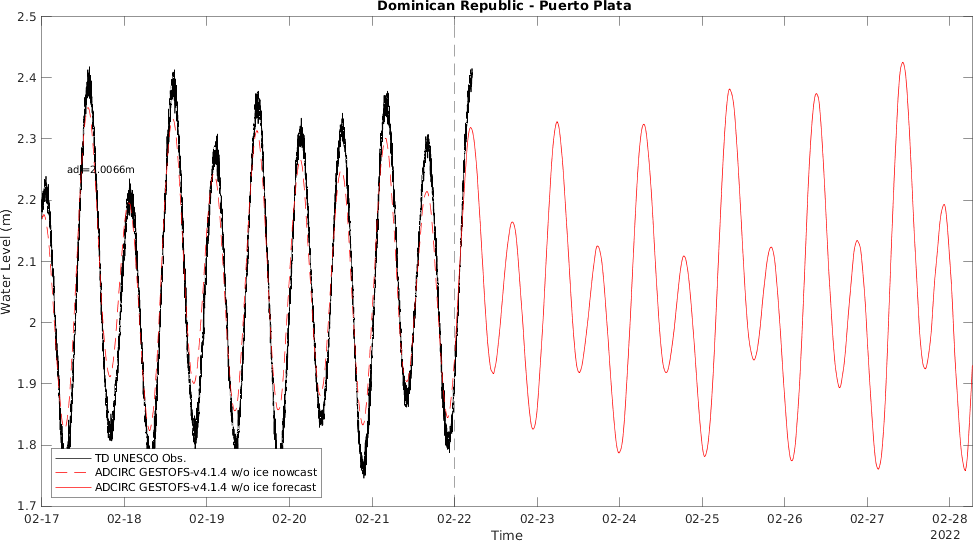 Dominican Republic - Puerto Plata
2.5
2.4
2.3
2.2
2.1
2
1.9
1.8
1.7
Water Level (m)
adj=2.0066m
TD UNESCO Obs.
ADCIRC GESTOFS-v4.1.4 w/o ice nowcast
ADCIRC GESTOFS-v4.1.4 w/o ice forecast
02-17 02-18 02-19 02-20 02-21 02-22 02-23 02-24 02-25 02-26 02-27 02-28
2022
Time